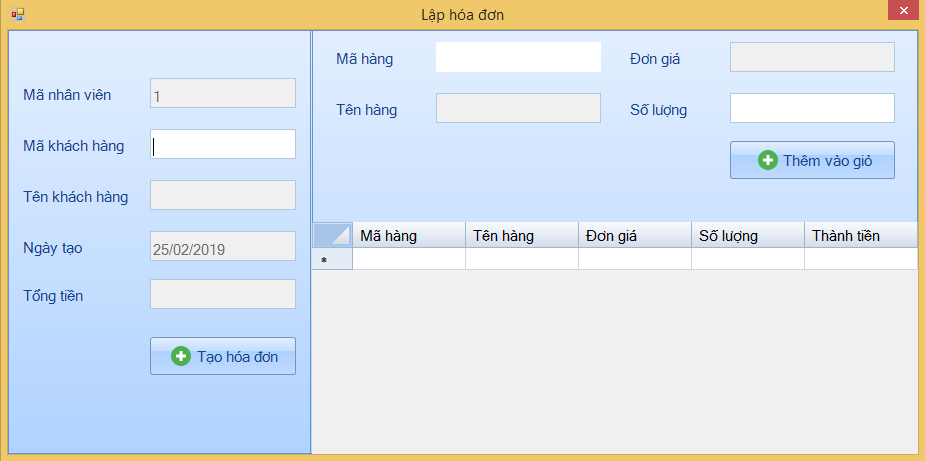 Lập hóa đơn
Mã nhân viên
1
Mã khách hàng
Tên khách hàng
Ngày tạo
25/02/2019
Tổng tiền
Tạo hóa đơn
Mã hàng
Đơn giá
Tên hàng
Số lượng
Thêm vào giỏ
Mã hàng Tên hàng Đơn giá Số lượng Thành tiền